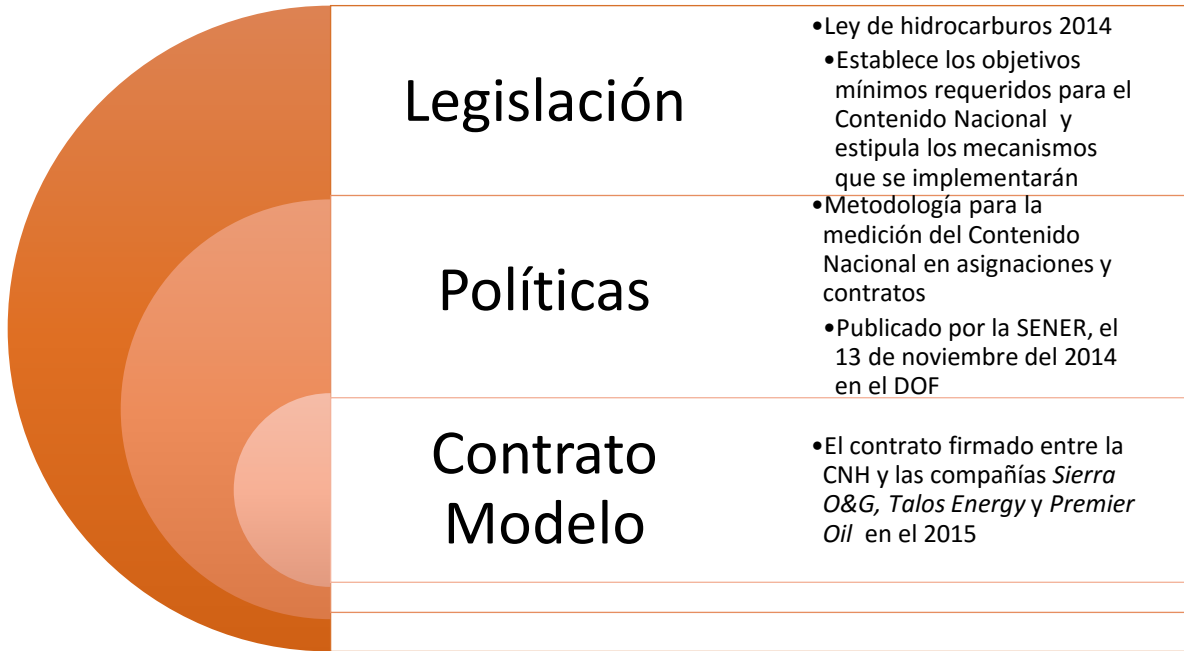 Legislación
•Ley de hidrocarburos 2014
•Establece los objetivos
mínimos requeridos para el
Contenido Nacional y
estipula los mecanismos
que se implementarán
Políticas
•Metodología para la
medición del Contenido
Nacional en asignaciones y
contratos
•Publicado por la SENER, el
13 de noviembre del 2014
en el DOF
Contrato
Modelo
•El contrato firmado entre la
CNH y las compañías Sierra
O&G, Talos Energy y Premier
Oil en el 2015